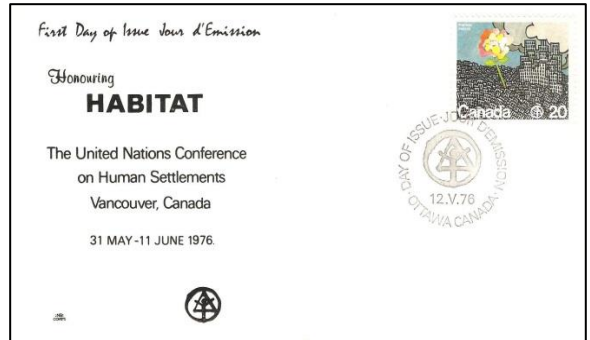 First Day of Issue Jour d'Emission
Honouring
HABITAT
The United Nations Conference
on Human Settlements
Vancouver, Canada
31 MAY-11 JUNE 1976.
Canada 20
DAY OF ISSUE·JOUR D'EMISSION
12.V.76
OTTAWA CANADA